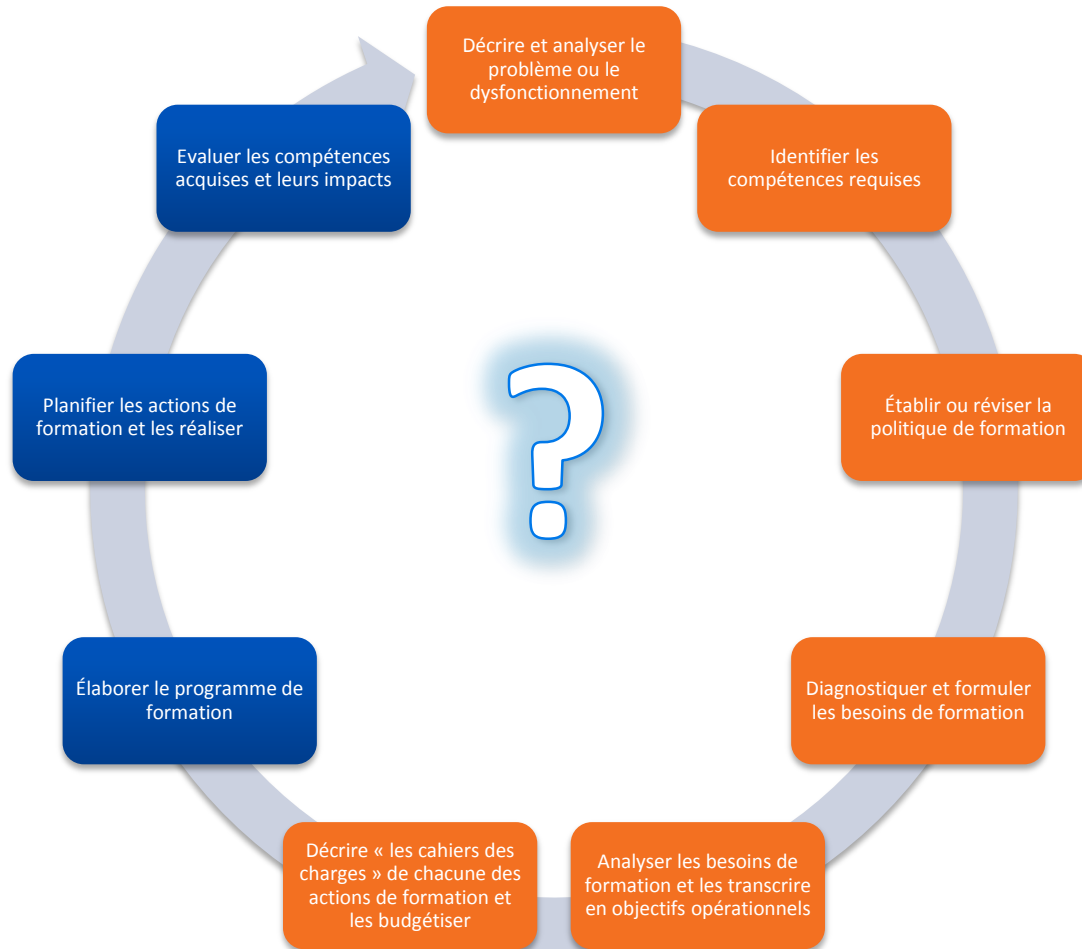 Décrire et analyser le
problème ou le
dysfonctionnement
Identifier les
compétences requises
Établir ou réviser la
politique de formation
Diagnostiquer et formuler
les besoins de formation
Analyser les besoins de
formation et les transcrire
en objectifs opérationnels
Décrire « les cahiers des
charges » de chacune des
actions de formation et
les budgétiser
Élaborer le programme de
formation
Planifier les actions de
formation et les réaliser
Evaluer les compétences
acquises et leurs impacts
?